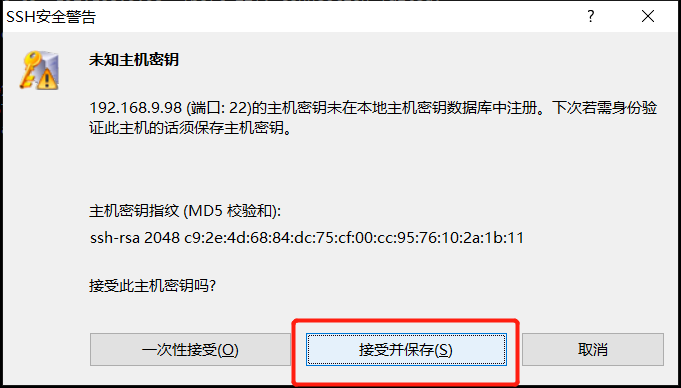 SSH安全警告
未知主机密钥
192.168.9.98 (端口: 22)的主机密钥未在本地主机密钥数据库中注册。下次若需身份验
证此主机的话须保存主机密钥。
主机密钥指纹 (MD5 校验和):
ssh-rsa 2048 c9:2e:4d:68:84:dc:75:cf:00:cc:95:76:10:2a:1b:11
接受此主机密钥吗?
一次性接受(O) 接受并保存(S) 取消